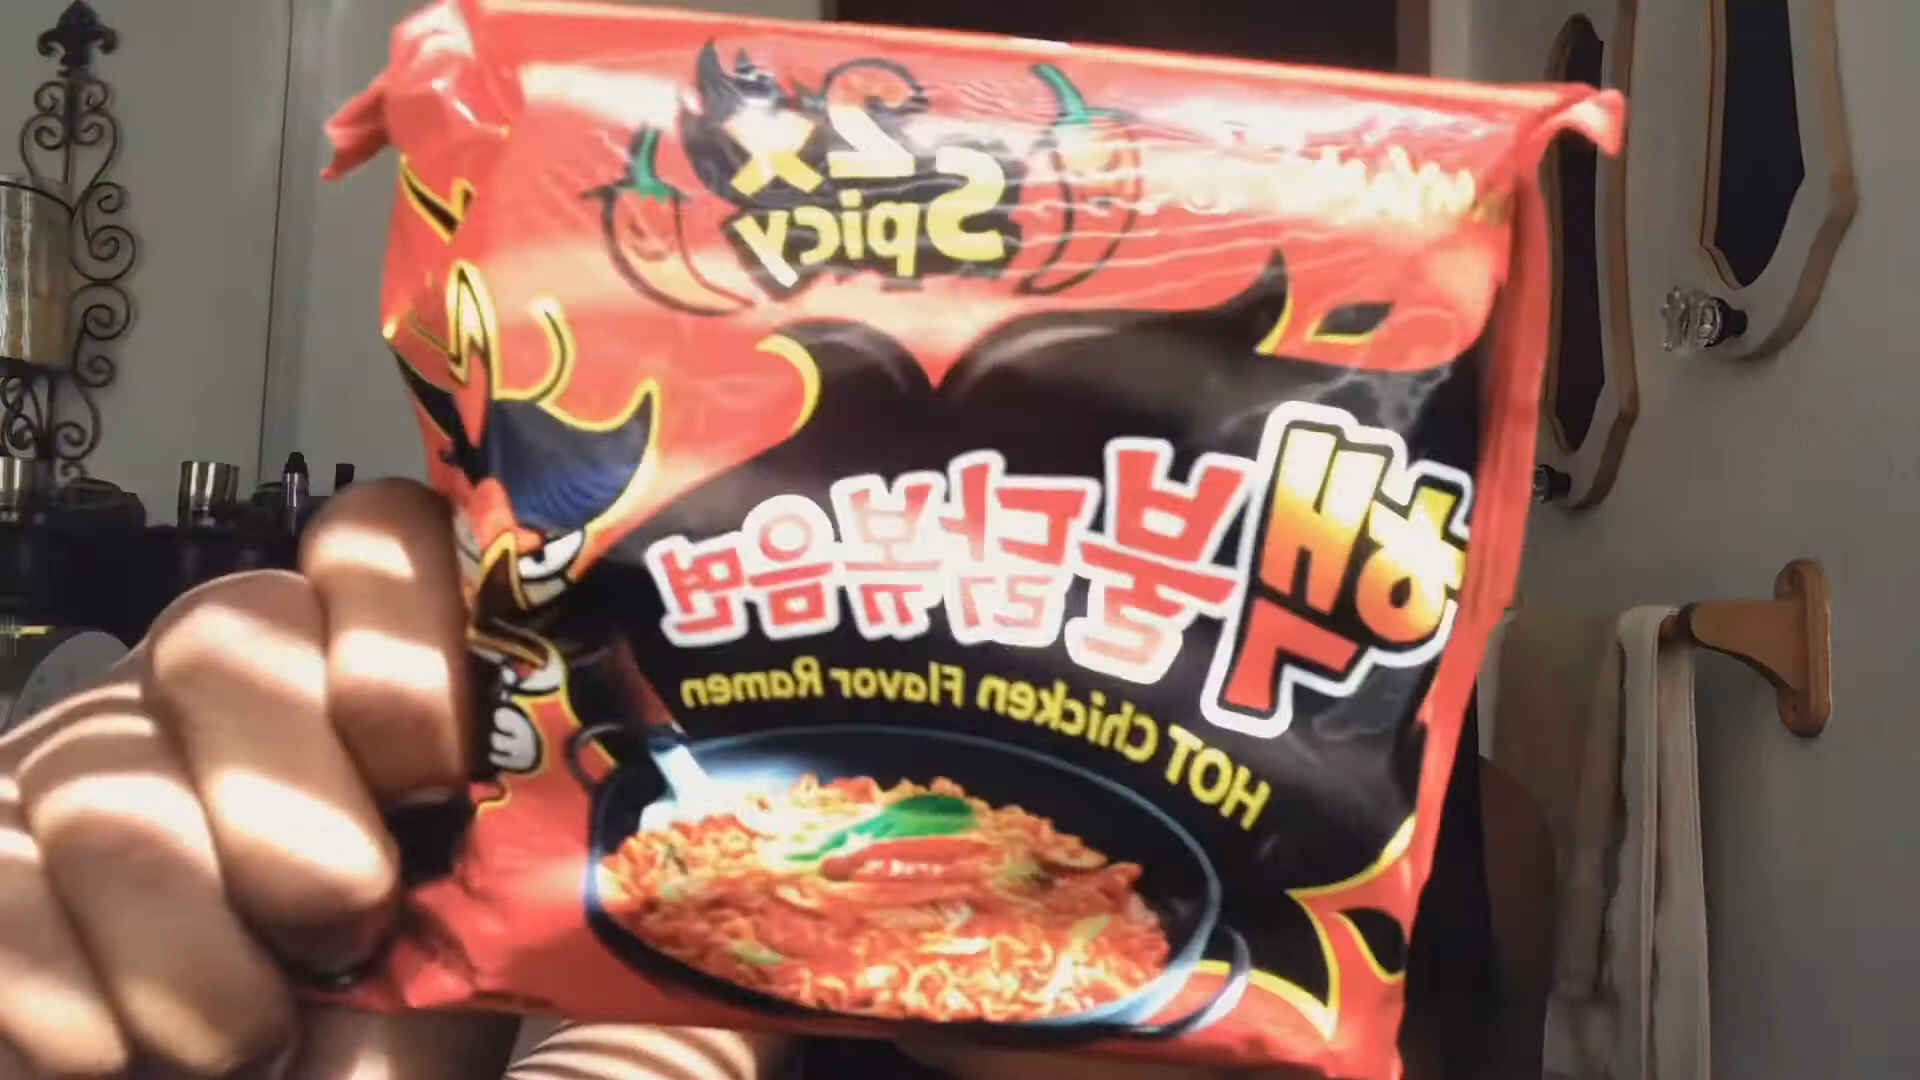 2x
Spicy
핵불닭볶음면
HOT Chicken Flavor Ramen